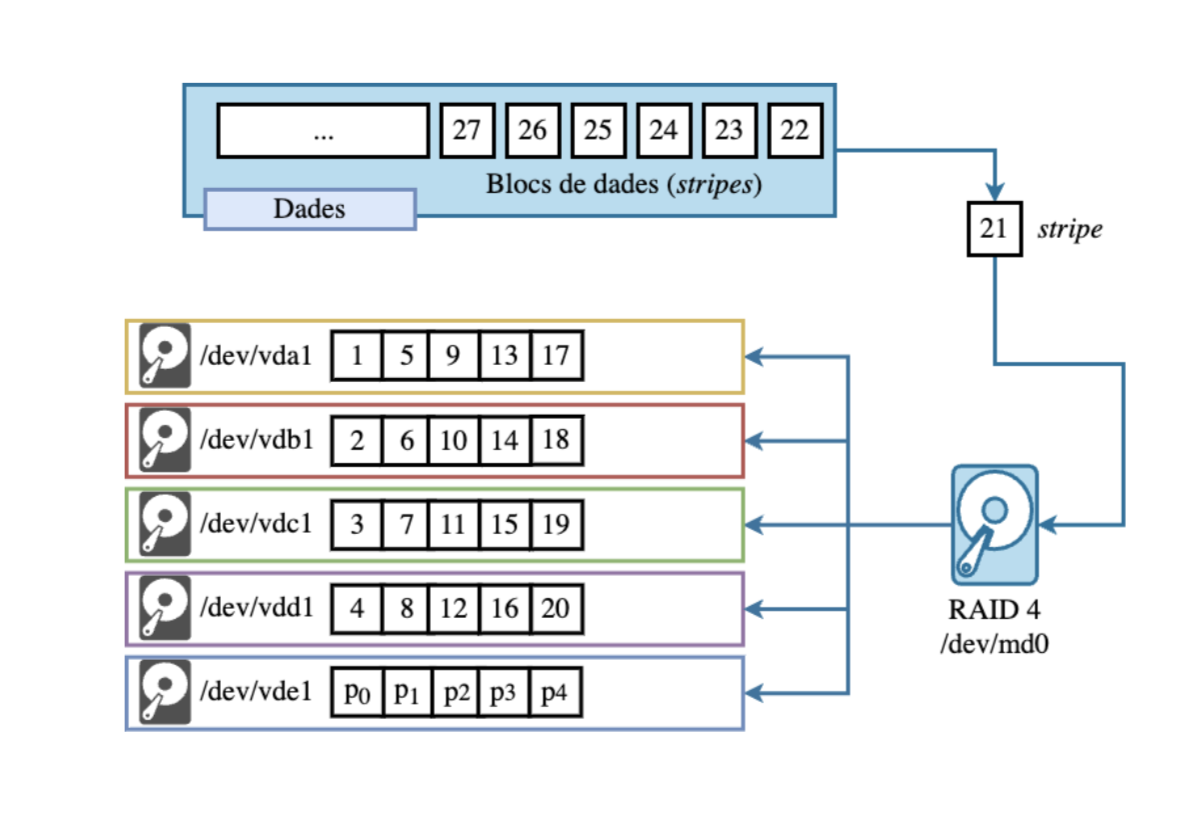 ... 27 26 25 24 23 22
Blocs de dades (stripes)
Dades
21 stripe
/dev/vda1 1 5 9 13 17
/dev/vdb1 2 6 10 14 18
/dev/vdc1 3 7 11 15 19
/dev/vdd1 4 8 12 16 20
/dev/vde1 p0 p1 p2 p3 p4
RAID 4
/dev/md0